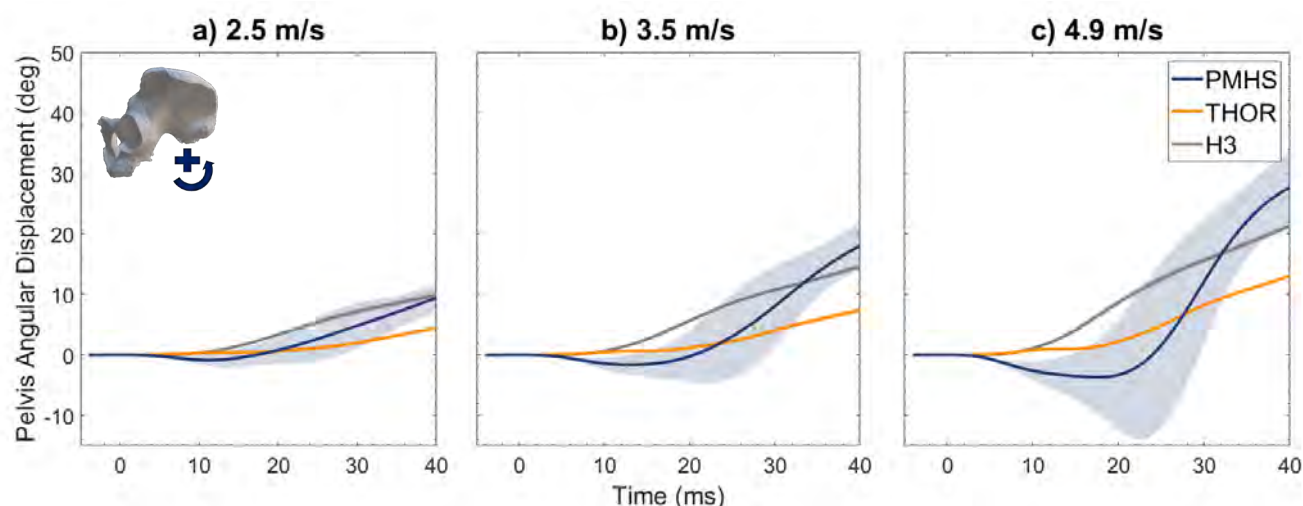 a) 2.5 m/s
b) 3.5 m/s
c) 4.9 m/s
Pelvis Angular Displacement (deg)
50
40
30
20
10
0
-10
+
PMHS
THOR
H3
0 10 20 30 40
0 10 20 30 40
0 10 20 30 40
Time (ms)